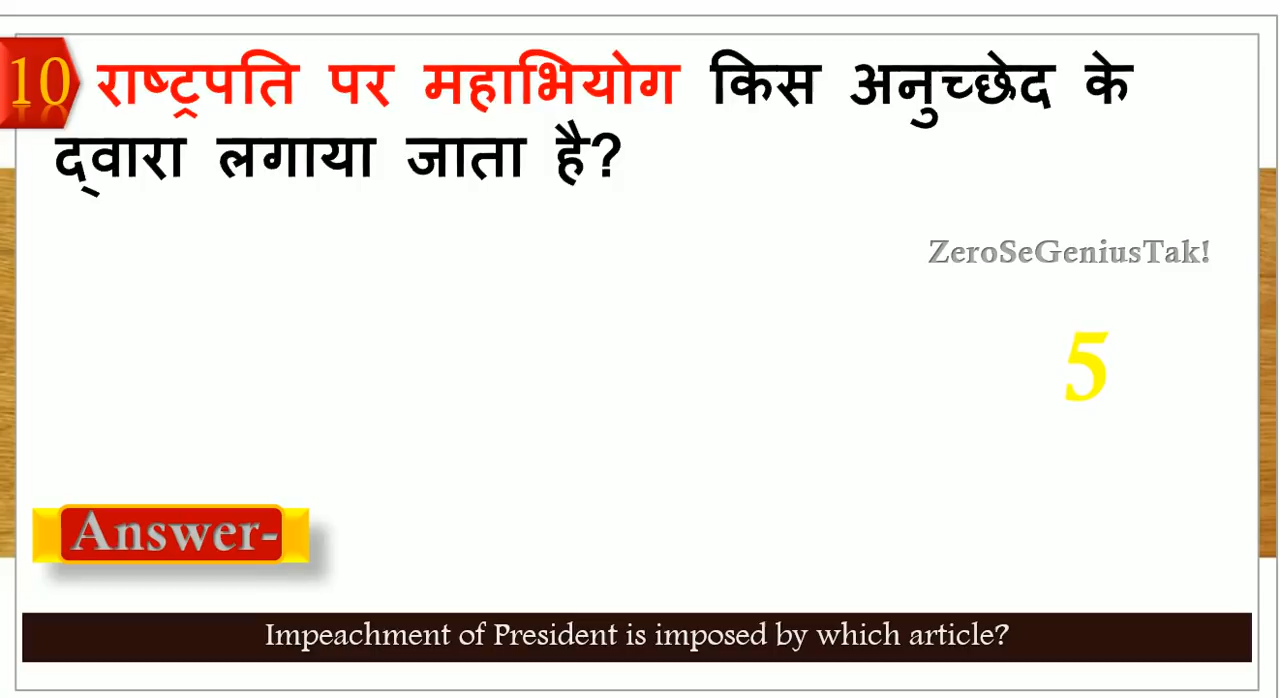 10 राष्ट्रपति पर महाभियोग किस अनुच्छेद के
द्वारा लगाया जाता है?
ZeroSeGeniusTak!
5
Answer-
Impeachment of President is imposed by which article?